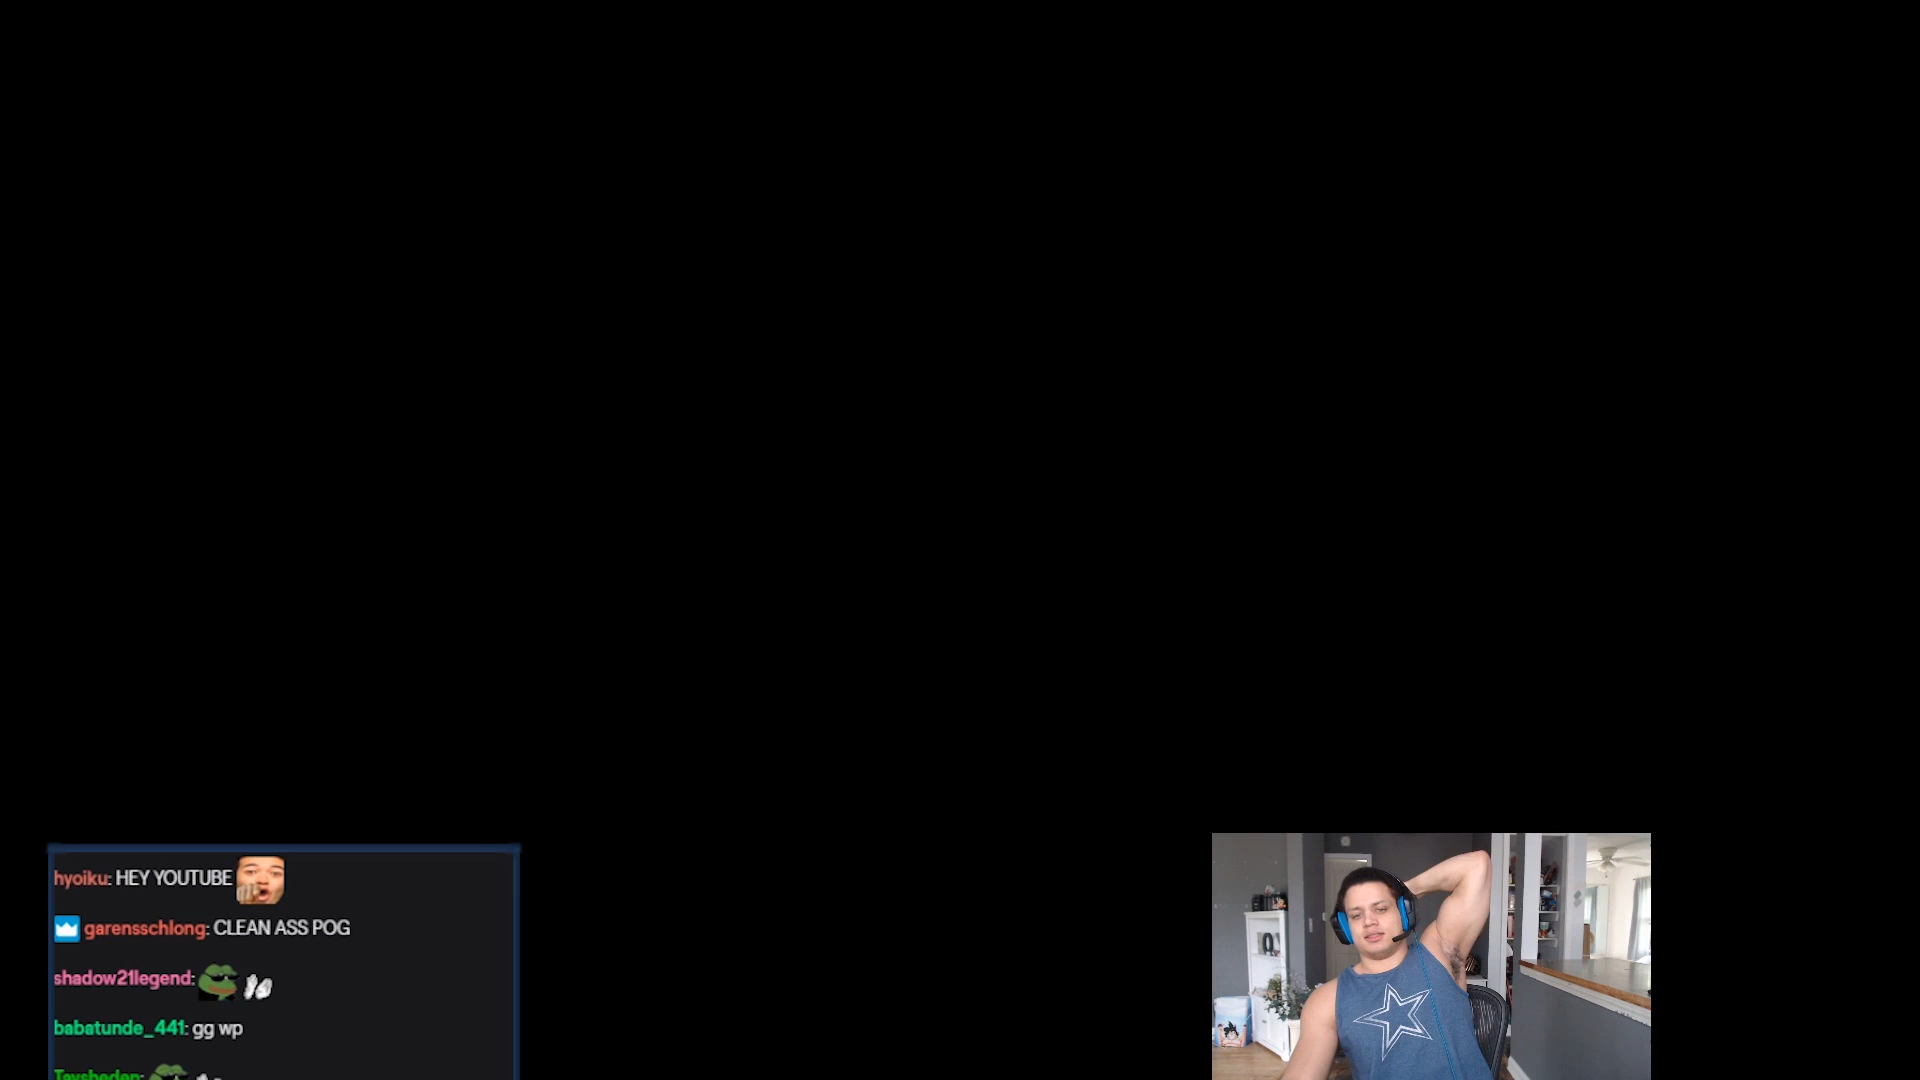 hyoiku: HEY YOUTUBE
garensschlong: CLEAN ASS POG
shadow21legend:
babatunde_441: gg wp